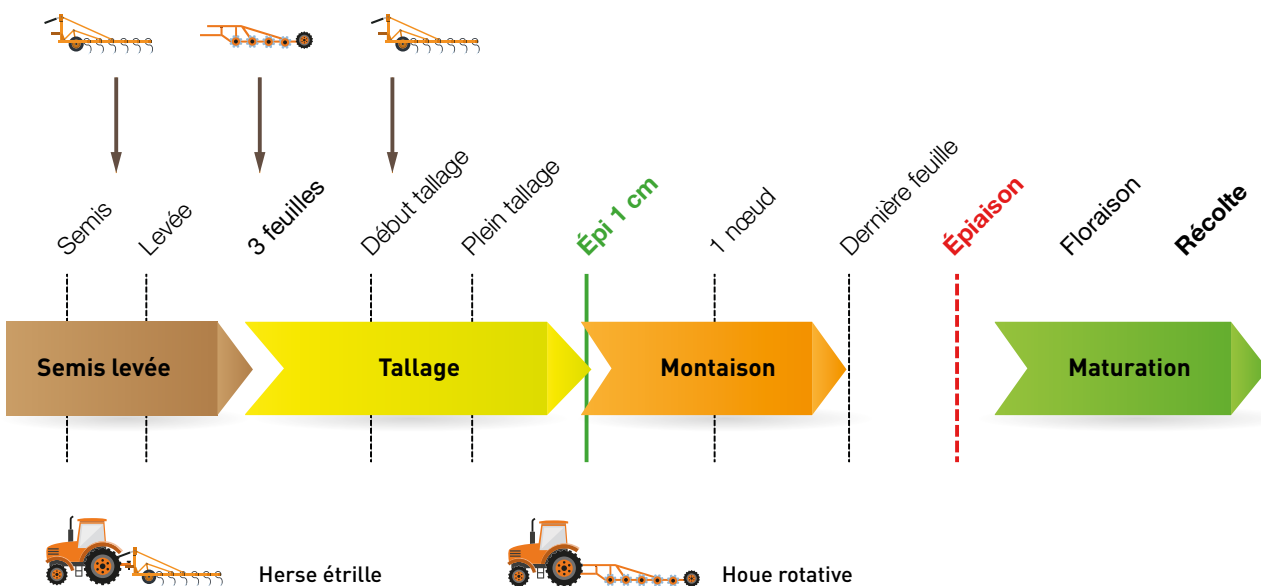 Semis
Levée
3 feuilles
Début tallage
Plein tallage
Épi 1 cm
1 nœud
Dernière feuille
Épiaison
Floraison
Récolte
Semis levée
Tallage
Montaison
Maturation
Herse étrille
Houe rotative